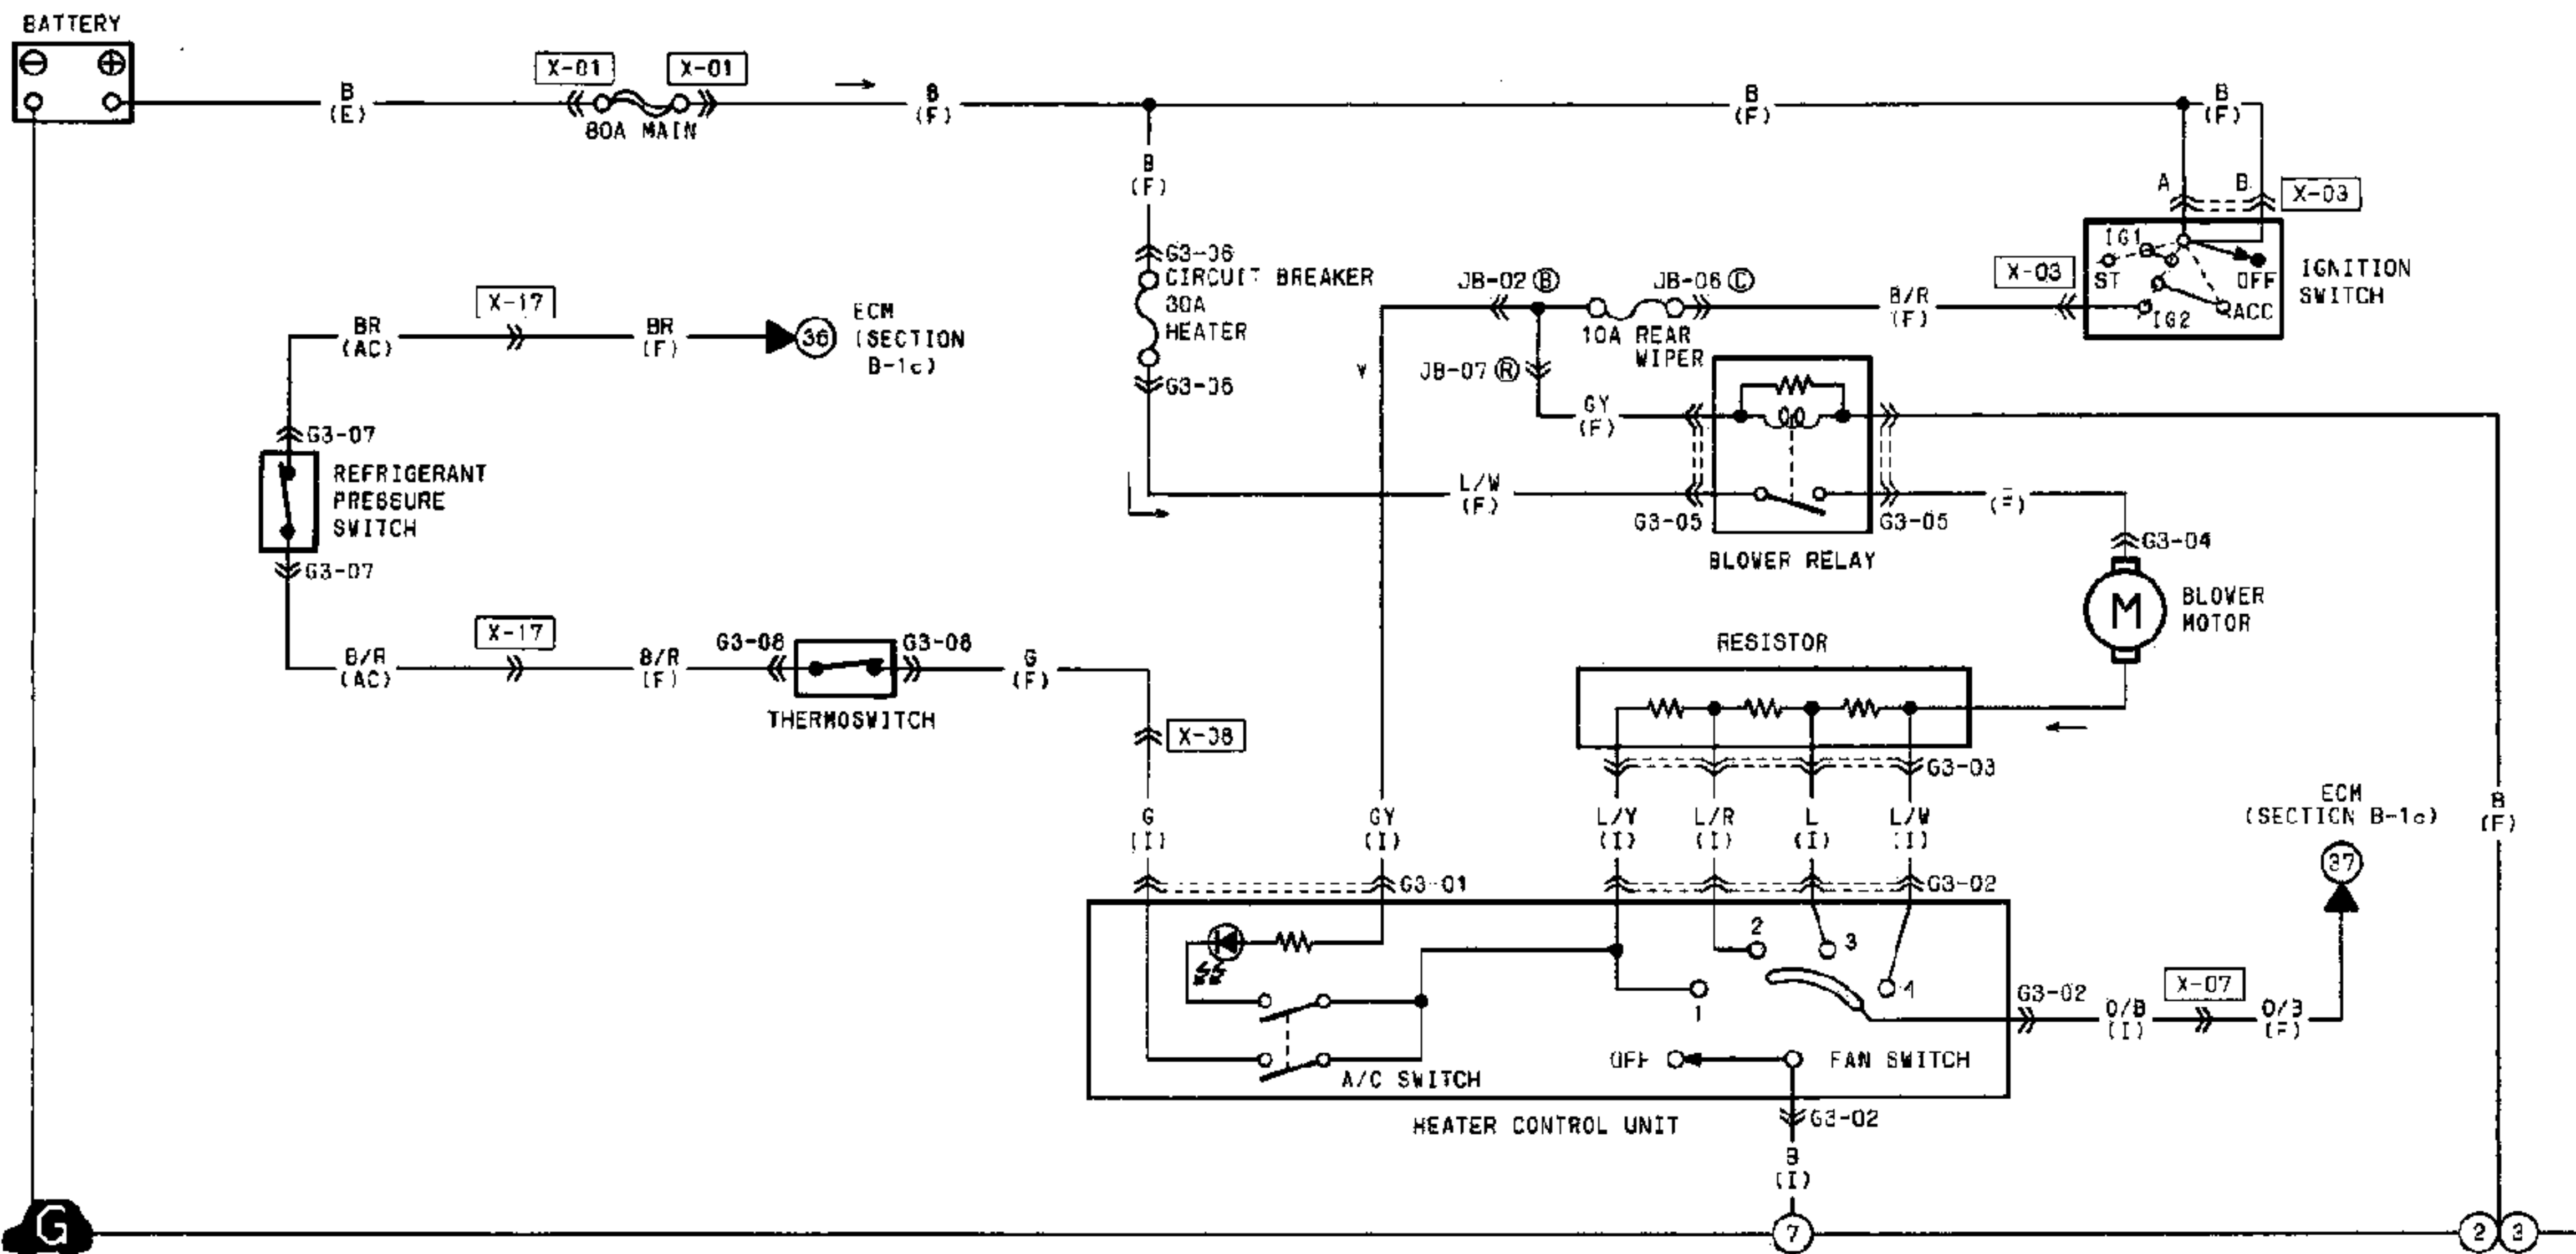 BATTERY
X-01
X-01
B
(E)
80A MAIN
B
(F)
B
(F)
B
(F)
B
(F)
A
B
X-03
IG1
ST
OFF
IG2
ACC
IGNITION
SWITCH
X-03
B/R
(F)
JB-02 B
JB-06 C
10A REAR
WIPER
JB-07 R
GY
(F)
G3-06
CIRCUIT BREAKER
30A
HEATER
G3-06
X-17
BR
(AC)
BR
(F)
36
ECM
(SECTION
B-1c)
G3-07
REFRIGERANT
PRESSURE
SWITCH
G3-07
L/W
(F)
G3-05
G3-05
(F)
BLOWER RELAY
G3-04
M
BLOWER
MOTOR
X-17
B/R
(AC)
B/R
(F)
G3-08
G3-08
THERMOSWITCH
G
(F)
X-08
RESISTOR
G3-03
G
(I)
GY
(I)
L/Y
(I)
L/R
(I)
L
(I)
L/W
(I)
ECM
(SECTION B-1c)
37
B
(F)
G3-01
G3-02
2
3
4
1
OFF
FAN SWITCH
A/C SWITCH
G3-02
X-07
O/B
(I)
O/B
(F)
HEATER CONTROL UNIT
G3-02
B
(I)
G
7
2
3